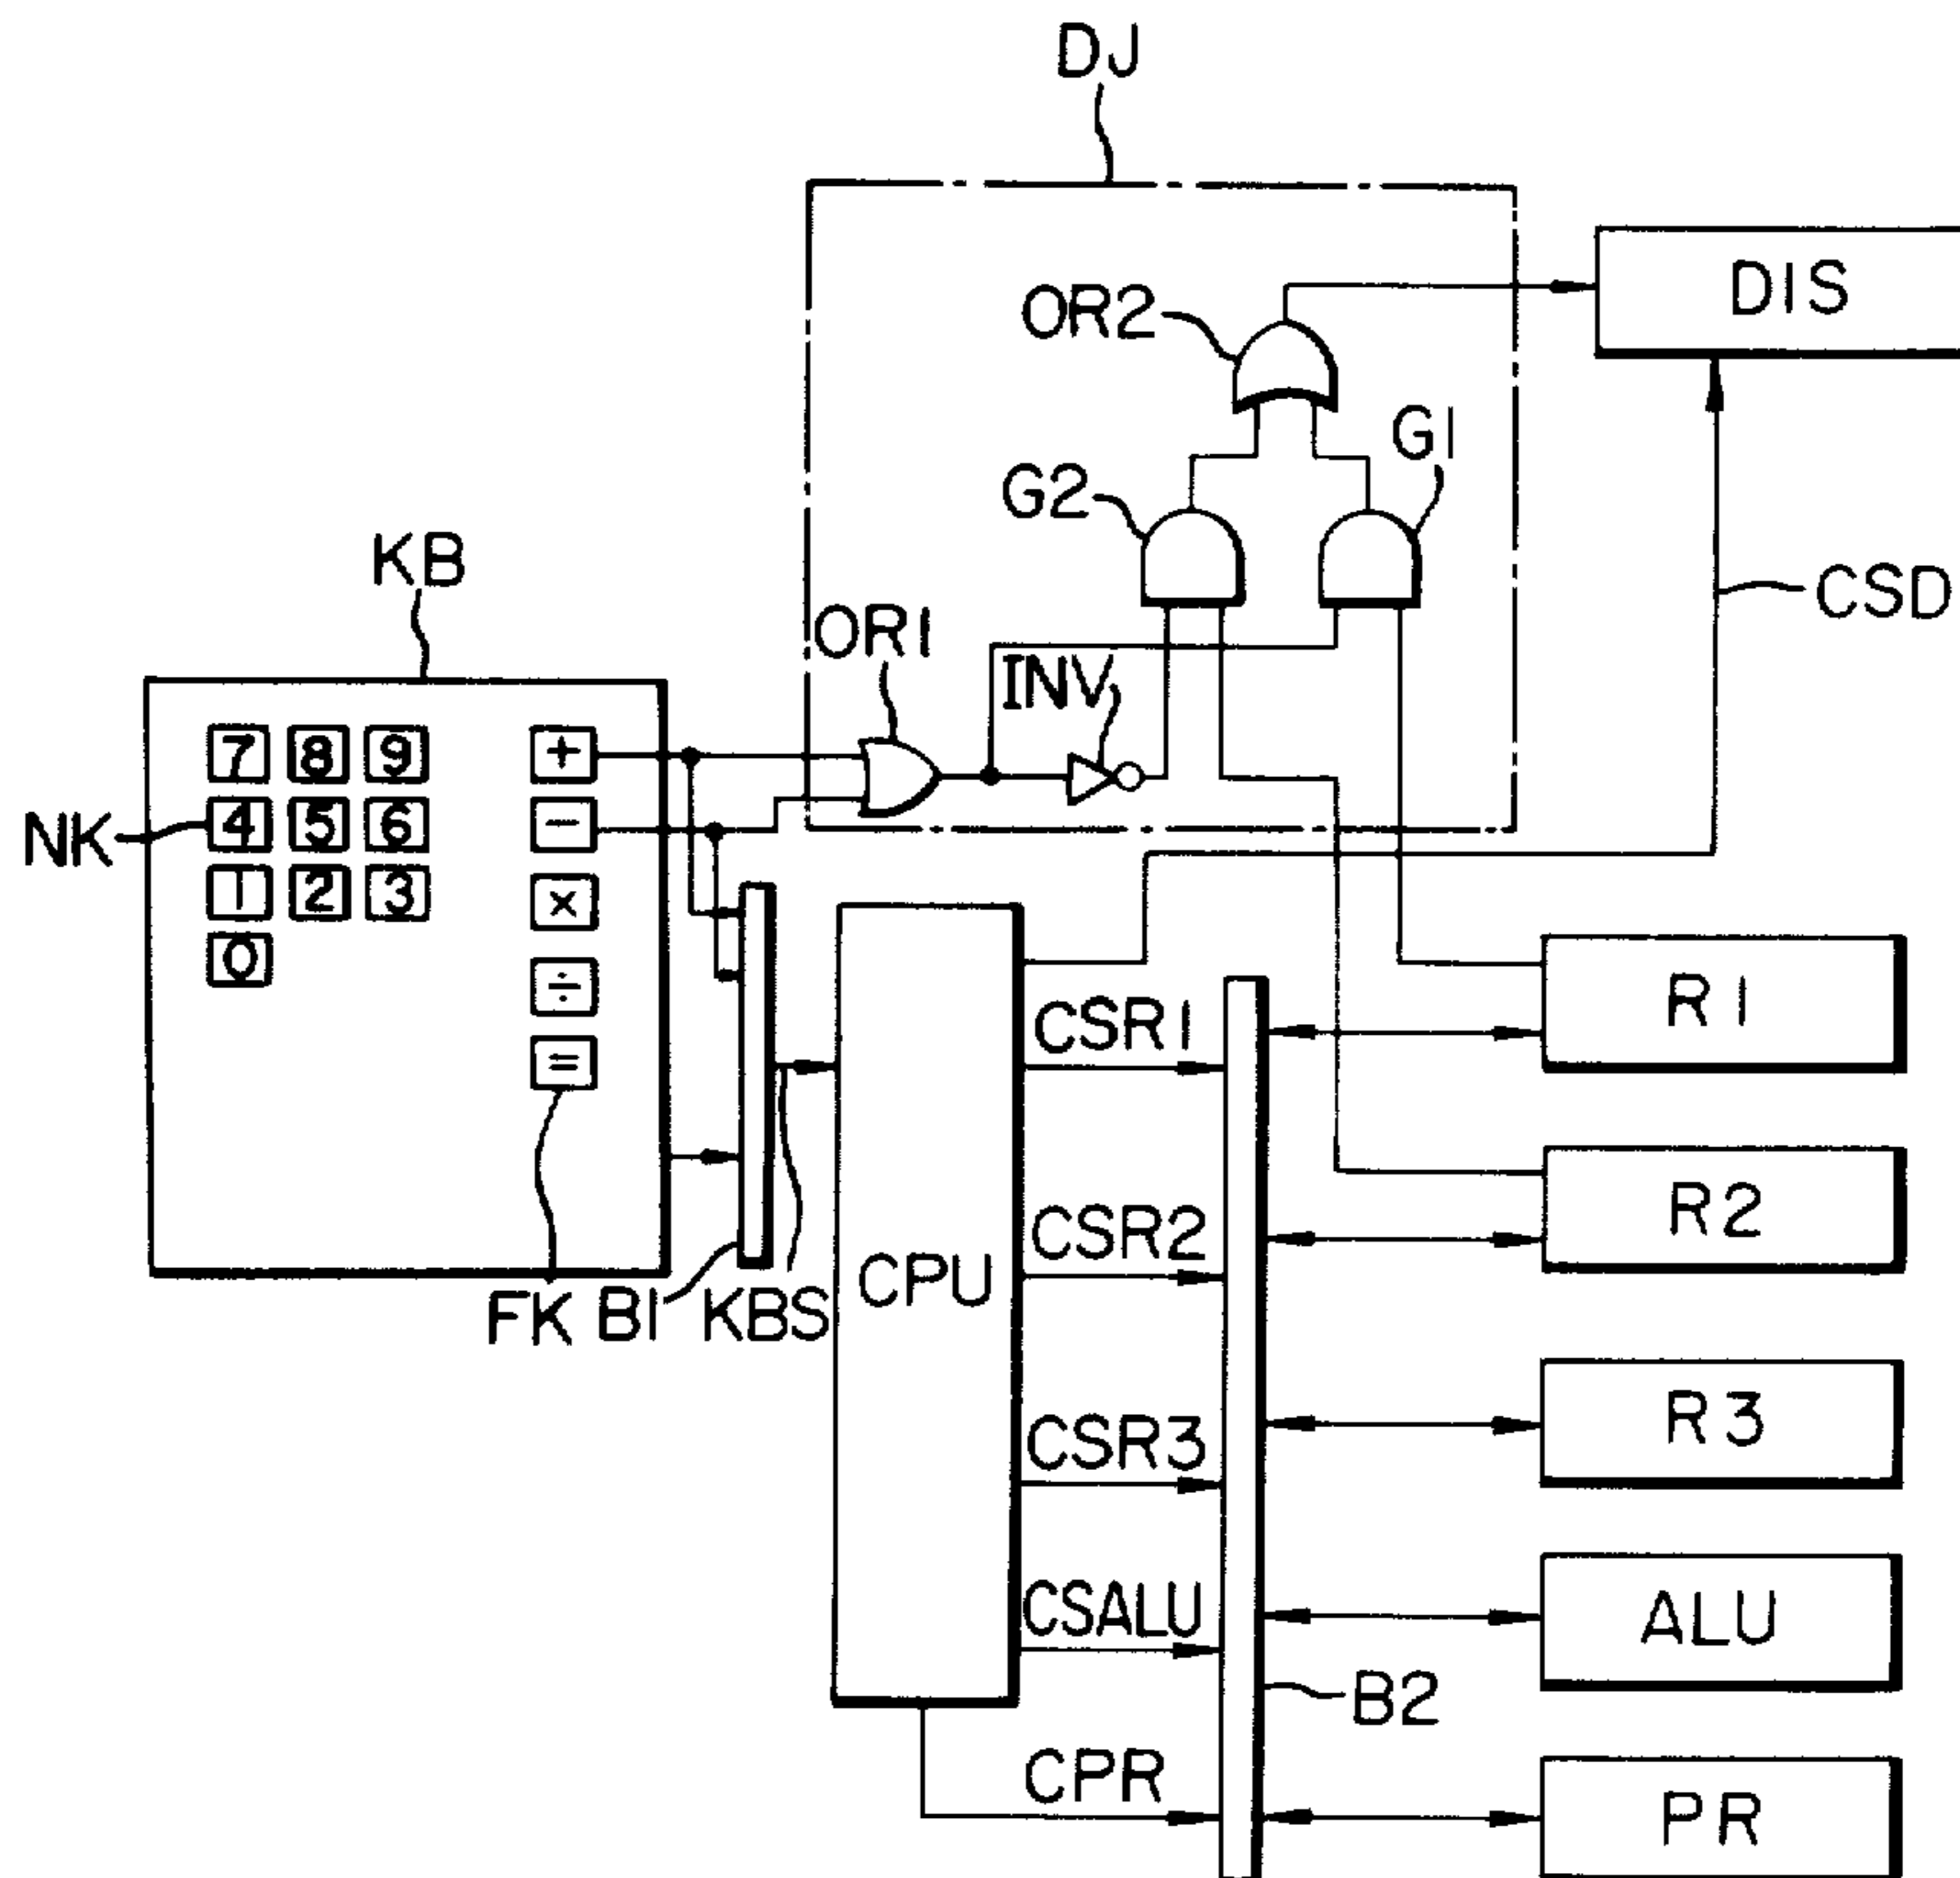 DJ
DIS
OR2
G1
G2
CSD
KB
OR1
INV
7 8 9 +
NK
4 5 6 −
1 2 3 ×
0
÷
=
R1
CSR1
R2
CSR2
CPU
FK B1 KBS
R3
CSR3
ALU
CSALU
B2
CPR
PR